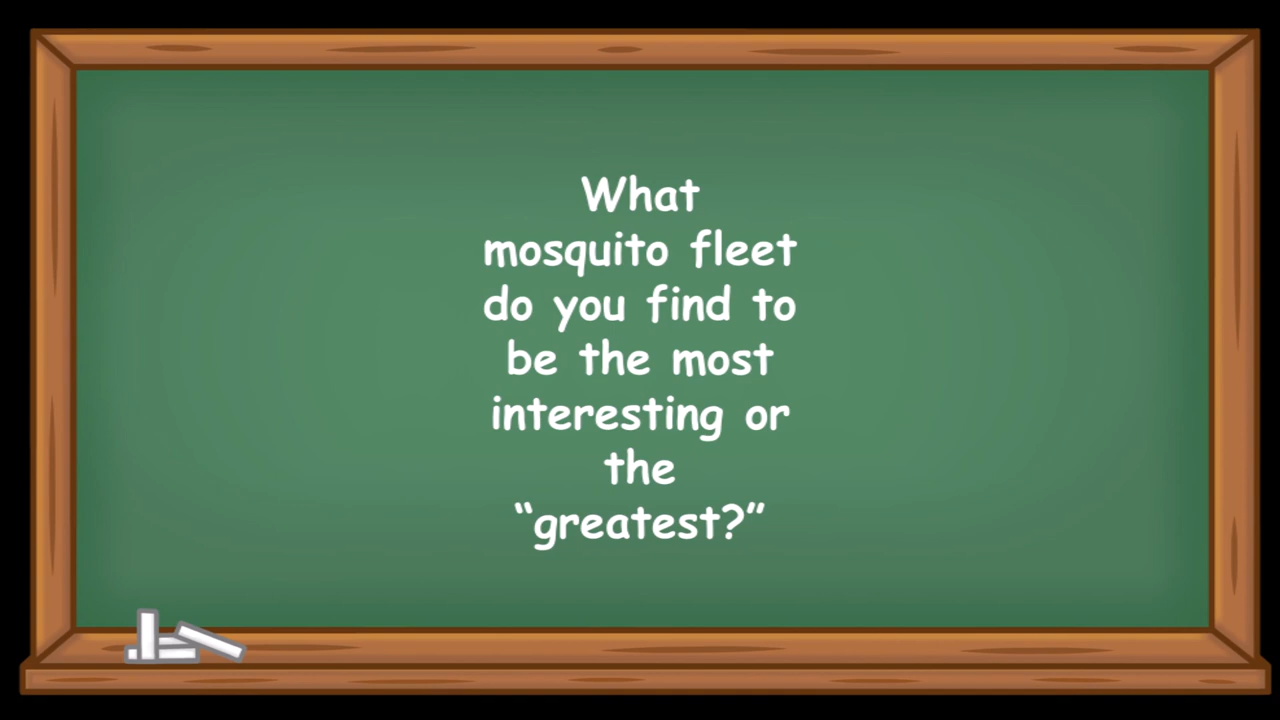 What
mosquito fleet
do you find to
be the most
interesting or
the
“greatest?”